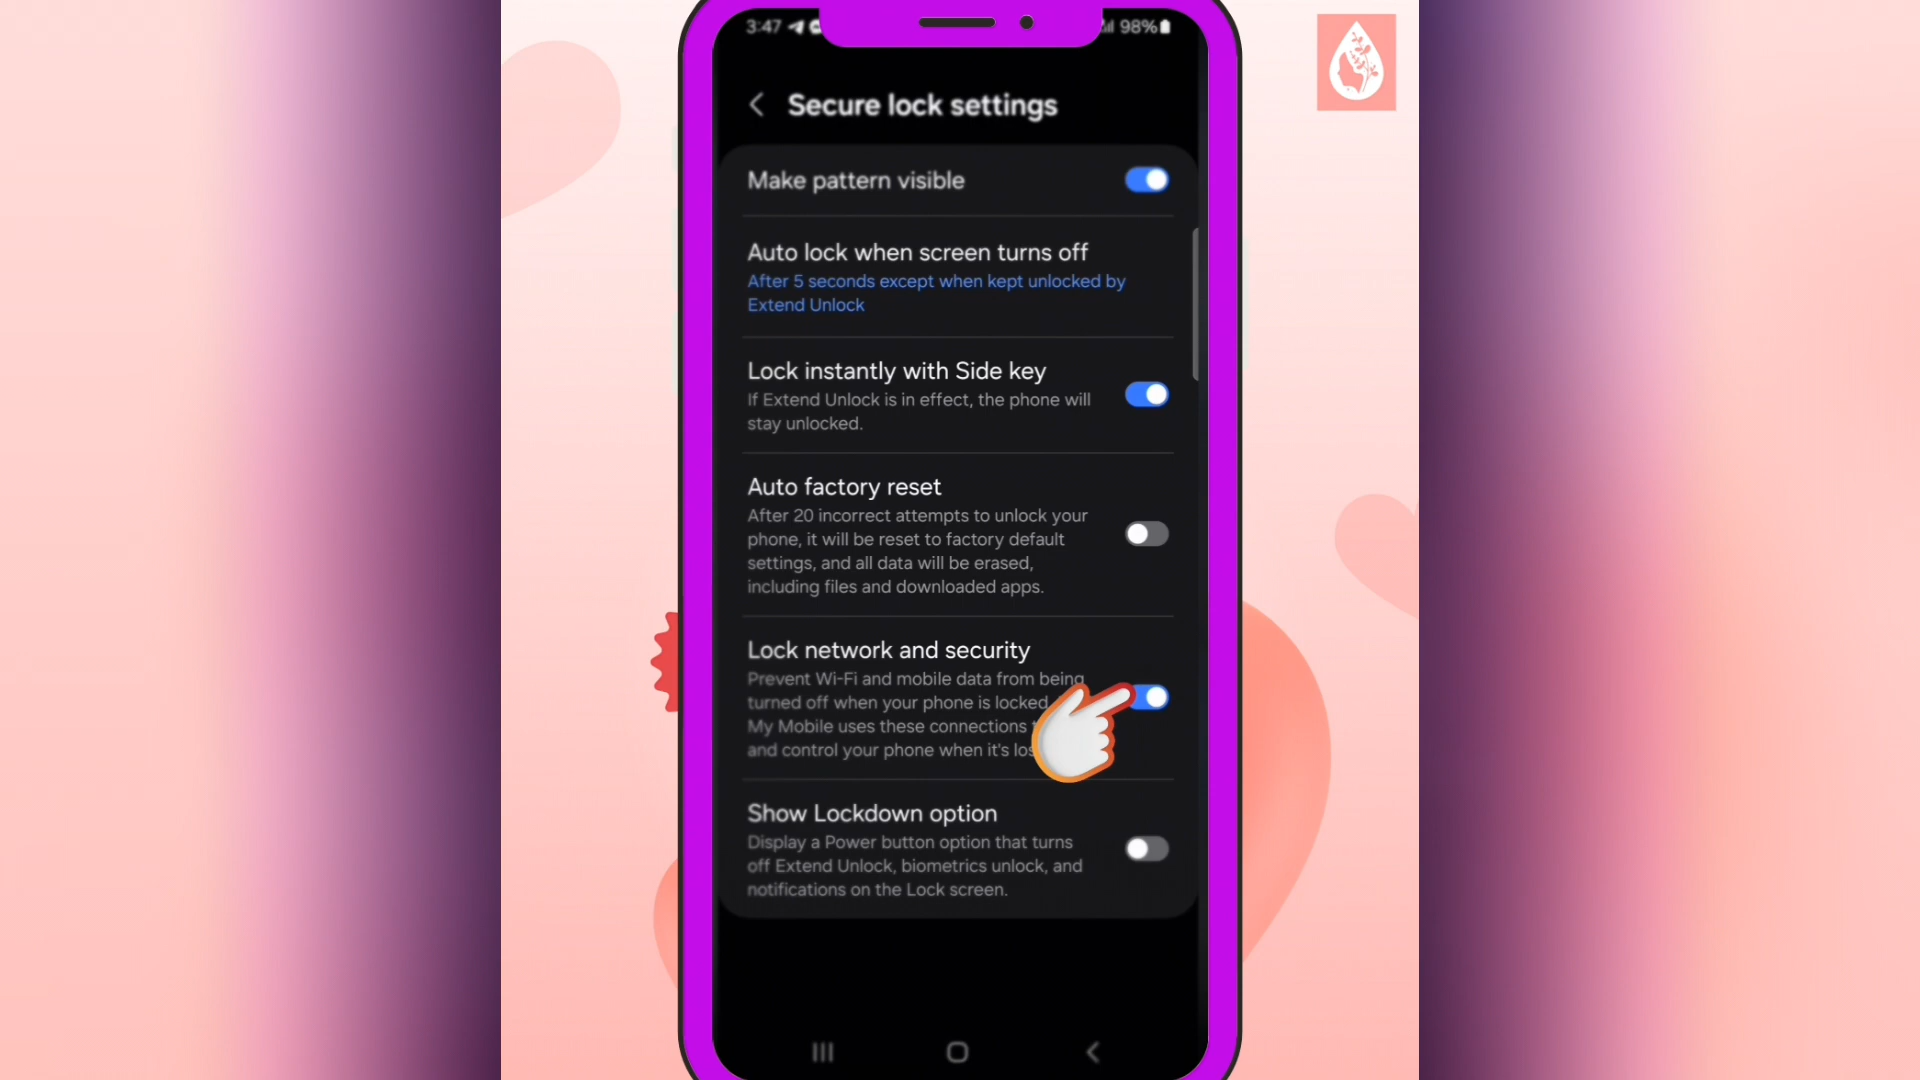 3:47
98%
Secure lock settings
Make pattern visible
Auto lock when screen turns off
After 5 seconds except when kept unlocked by
Extend Unlock
Lock instantly with Side key
If Extend Unlock is in effect, the phone will
stay unlocked.
Auto factory reset
After 20 incorrect attempts to unlock your
phone, it will be reset to factory default
settings, and all data will be erased,
including files and downloaded apps.
Lock network and security
Prevent Wi-Fi and mobile data from being
turned off when your phone is locked
My Mobile uses these connections
and control your phone when it's
Show Lockdown option
Display a Power button option that turns
off Extend Unlock, biometrics unlock, and
notifications on the Lock screen.